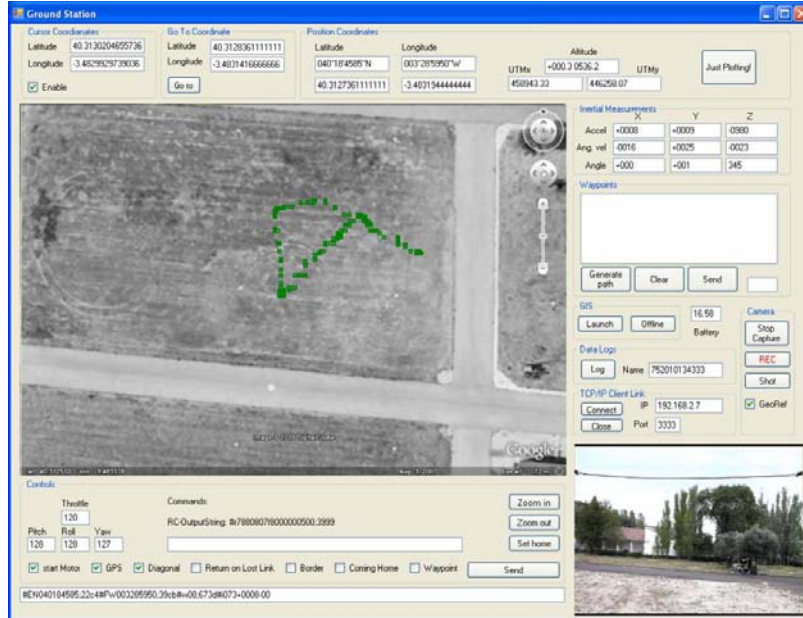 Ground Station
Cursor Coordianates
Latitude 40.3130204655736
Longitude -3.4829929739036
Enable
Go To Coordinate
Latitude 40.3128361111111
Longitude -3.4831416666666
Go to
Position Coordinates
Latitude Longitude
040°18'4585"N 003°28'5950"W
40.3127361111111 -3.4831944444444
Altitude
UTMx +000.3 0536.2 UTMy
458943.33 446258.07
Just Plotting!
Inertial Measurements
X Y Z
Accel +0008 +0009 -0980
Ang. vel -0016 +0025 -0023
Angle +000 +001 345
Waypoints
Generate path Clear Send
GIS
Launch Offline
16.58
Battery
Camera
Stop Capture
REC
Shot
GeoRef
Data Logs
Log Name 752010134333
TCP/IP Client Link
Connect IP 192.168.2.7
Close Port 3333
Google
Controls
Throttle
120
Pitch Roll Yaw
128 128 127
Commands:
RC-OutputString: #r7880807f8000000500;3999
Zoom in
Zoom out
Set home
start Motor GPS Diagonal Return on Lost Link Border Coming Home Waypoint Send
#EN040184585;22c4#FW003285950;39cb#w08;673d#i073+0008-00